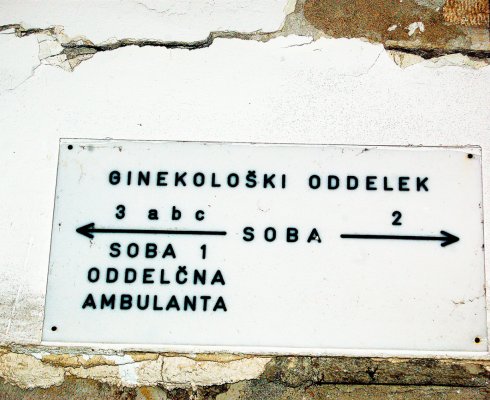 GINEKOLOŠKI ODDELEK
3 a b c SOBA 2
SOBA 1
ODDELČNA
AMBULANTA